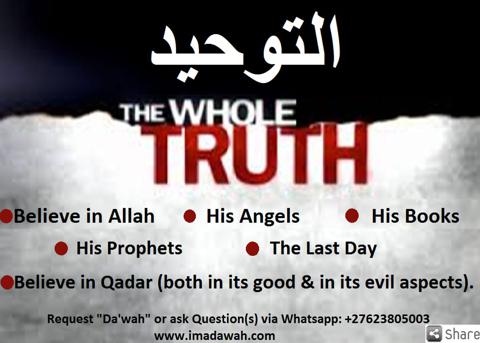 التوحيد
THE WHOLE
TRUTH
Believe in Allah His Angels His Books
His Prophets The Last Day
Believe in Qadar (both in its good & in its evil aspects).
Request "Da'wah" or ask Question(s) via Whatsapp: +27623805003
www.imadawah.com
Share